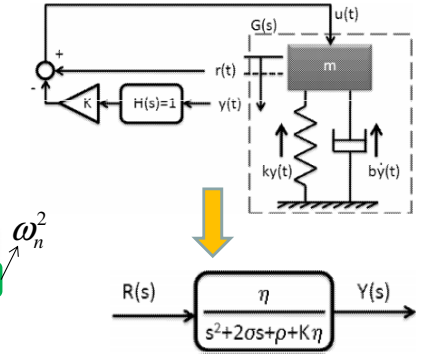 u(t)
G(s)
+
r(t)
m
-
K
H(s)=1
y(t)
ky(t)
bẏ(t)
ω_n^2
R(s)
η
Y(s)
s²+2σs+ρ+Kη